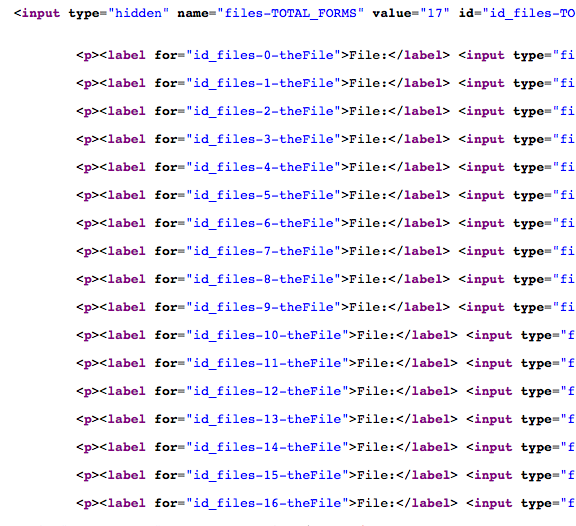 <input type="hidden" name="files-TOTAL_FORMS" value="17" id="id_files-TO
<p><label for="id_files-0-theFile">File:</label> <input type="fi
<p><label for="id_files-1-theFile">File:</label> <input type="fi
<p><label for="id_files-2-theFile">File:</label> <input type="fi
<p><label for="id_files-3-theFile">File:</label> <input type="fi
<p><label for="id_files-4-theFile">File:</label> <input type="fi
<p><label for="id_files-5-theFile">File:</label> <input type="fi
<p><label for="id_files-6-theFile">File:</label> <input type="fi
<p><label for="id_files-7-theFile">File:</label> <input type="fi
<p><label for="id_files-8-theFile">File:</label> <input type="fi
<p><label for="id_files-9-theFile">File:</label> <input type="fi
<p><label for="id_files-10-theFile">File:</label> <input type="f
<p><label for="id_files-11-theFile">File:</label> <input type="f
<p><label for="id_files-12-theFile">File:</label> <input type="f
<p><label for="id_files-13-theFile">File:</label> <input type="f
<p><label for="id_files-14-theFile">File:</label> <input type="f
<p><label for="id_files-15-theFile">File:</label> <input type="f
<p><label for="id_files-16-theFile">File:</label> <input type="f